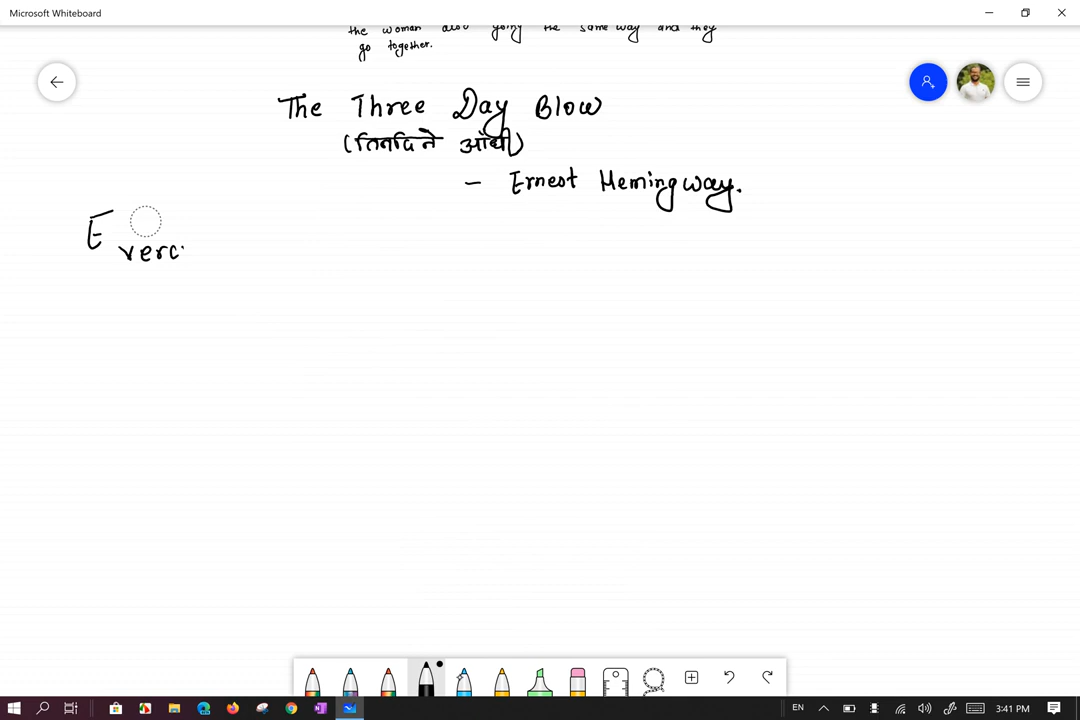 Microsoft Whiteboard
the woman also going the same way and they
go together.
The Three Day Blow
(तिनदिने आँधी)
- Ernest Hemingway.
E
verc
EN
3:41 PM